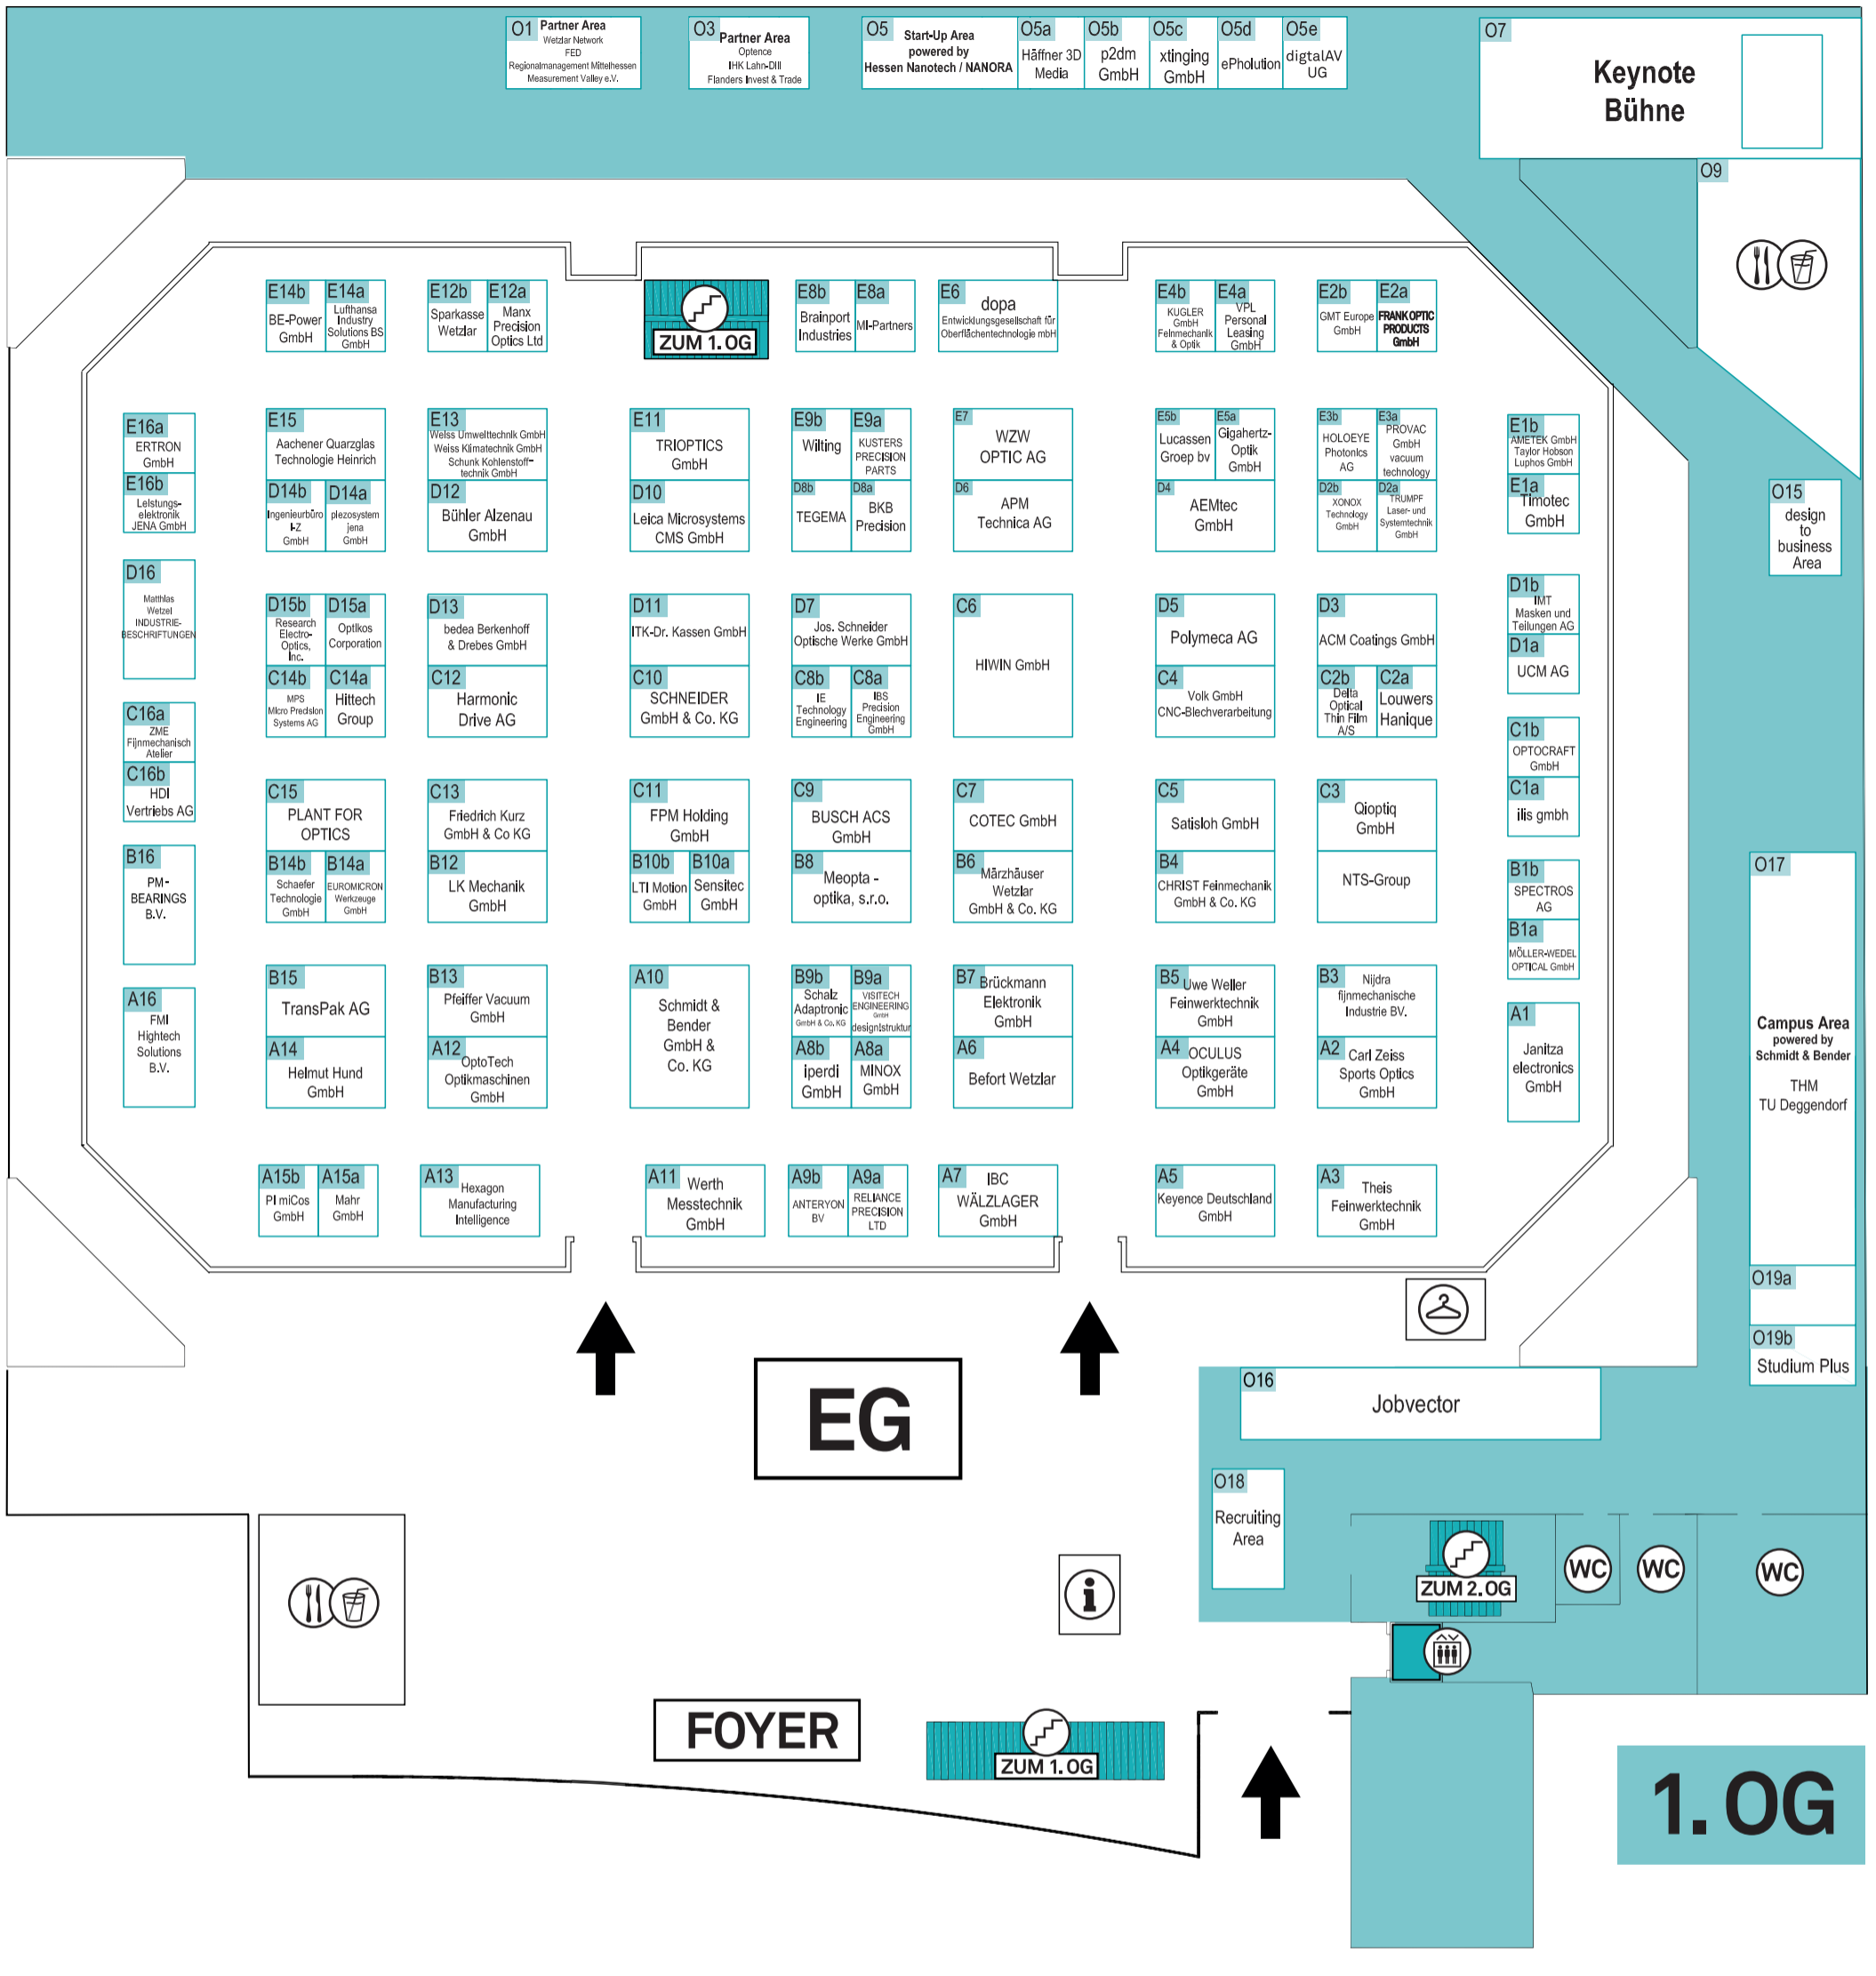 O1 Partner Area
Wetzlar Network
FED
Regionalmanagement Mittelhessen
Measurement Valley e.V.
O3 Partner Area
Optence
IHK Lahn-Dill
Flanders Invest & Trade
O5 Start-Up Area
powered by
Hessen Nanotech / NANORA
O5a
Häffner 3D
Media
O5b
p2dm
GmbH
O5c
xtinging
GmbH
O5d
ePholution
O5e
digtalAV
UG
O7
Keynote
Bühne
O9
E14b
BE-Power
GmbH
E14a
Lufthansa
Industry
Solutions BS
GmbH
E12b
Sparkasse
Wetzlar
E12a
Manx
Precision
Optics Ltd
ZUM 1. OG
E8b
Brainport
Industries
E8a
MI-Partners
E6
dopa
Entwicklungsgesellschaft für
Oberflächentechnologie mbH
E4b
KUGLER
GmbH
Feinmechanik
& Optik
E4a
VPL
Personal
Leasing
GmbH
E2b
GMT Europe
GmbH
E2a
FRANK OPTIC
PRODUCTS
GmbH
E16a
ERTRON
GmbH
E16b
Leistungs-
elektronik
JENA GmbH
E15
Aachener Quarzglas
Technologie Heinrich
E13
Weiss Umwelttechnik GmbH
Weiss Klimatechnik GmbH
Schunk Kohlenstoff-
technik GmbH
E11
TRIOPTICS
GmbH
E9b
Wilting
E9a
KUSTERS
PRECISION
PARTS
E7
WZW
OPTIC AG
E5b
Lucassen
Groep bv
E5a
Gigahertz-
Optik
GmbH
E3b
HOLOEYE
Photonics
AG
E3a
PROVAC
GmbH
vacuum
technology
E1b
AMETEK GmbH
Taylor Hobson
Luphos GmbH
E1a
Timotec
GmbH
D14b
Ingenieurbüro
I-Z
GmbH
D14a
piezosystem
jena
GmbH
D12
Bühler Alzenau
GmbH
D10
Leica Microsystems
CMS GmbH
D8b
TEGEMA
D8a
BKB
Precision
D6
APM
Technica AG
D4
AEMtec
GmbH
D2b
XONOX
Technology
GmbH
D2a
TRUMPF
Laser- und
Systemtechnik
GmbH
O15
design
to
business
Area
D16
Matthias
Wetzel
INDUSTRIE-
BESCHRIFTUNGEN
D15b
Research
Electro-
Optics,
Inc.
D15a
Optikos
Corporation
D13
bedea Berkenhoff
& Drebes GmbH
D11
ITK-Dr. Kassen GmbH
D7
Jos. Schneider
Optische Werke GmbH
C6
HIWIN GmbH
D5
Polymeca AG
D3
ACM Coatings GmbH
D1b
IMT
Masken und
Teilungen AG
D1a
UCM AG
C14b
MPS
Micro Precision
Systems AG
C14a
Hittech
Group
C12
Harmonic
Drive AG
C10
SCHNEIDER
GmbH & Co. KG
C8b
IE
Technology
Engineering
C8a
IBS
Precision
Engineering
GmbH
C4
Volk GmbH
CNC-Blechverarbeitung
C2b
Delta
Optical
Thin Film
A/S
C2a
Louwers
Hanique
C16a
ZME
Fijnmechanisch
Atelier
C16b
HDI
Vertriebs AG
C1b
OPTOCRAFT
GmbH
C1a
ilis gmbh
C15
PLANT FOR
OPTICS
C13
Friedrich Kurz
GmbH & Co KG
C11
FPM Holding
GmbH
C9
BUSCH ACS
GmbH
C7
COTEC GmbH
C5
Satisloh GmbH
C3
Qioptiq
GmbH
B16
PM-
BEARINGS
B.V.
B14b
Schaefer
Technologie
GmbH
B14a
EUROMICRON
Werkzeuge
GmbH
B12
LK Mechanik
GmbH
B10b
LTI Motion
GmbH
B10a
Sensitec
GmbH
B8
Meopta -
optika, s.r.o.
B6
Märzhäuser
Wetzlar
GmbH & Co. KG
B4
CHRIST Feinmechanik
GmbH & Co. KG
NTS-Group
B1b
SPECTROS
AG
B1a
MÖLLER-WEDEL
OPTICAL GmbH
O17
Campus Area
powered by
Schmidt & Bender
THM
TU Deggendorf
A16
FMI
Hightech
Solutions
B.V.
B15
TransPak AG
B13
Pfeiffer Vacuum
GmbH
A10
Schmidt &
Bender
GmbH &
Co. KG
B9b
Schalz
Adaptronic
GmbH & Co. KG
B9a
VISITECH
ENGINEERING
GmbH
design|struktur
B7
Brückmann
Elektronik
GmbH
B5
Uwe Weller
Feinwerktechnik
GmbH
B3
Nijdra
fijnmechanische
Industrie BV.
A1
Janitza
electronics
GmbH
A14
Helmut Hund
GmbH
A12
OptoTech
Optikmaschinen
GmbH
A8b
iperdi
GmbH
A8a
MINOX
GmbH
A6
Befort Wetzlar
A4
OCULUS
Optikgeräte
GmbH
A2
Carl Zeiss
Sports Optics
GmbH
A15b
PI miCos
GmbH
A15a
Mahr
GmbH
A13
Hexagon
Manufacturing
Intelligence
A11
Werth
Messtechnik
GmbH
A9b
ANTERYON
BV
A9a
RELIANCE
PRECISION
LTD
A7
IBC
WÄLZLAGER
GmbH
A5
Keyence Deutschland
GmbH
A3
Theis
Feinwerktechnik
GmbH
O19a
O19b
Studium Plus
O16
Jobvector
EG
O18
Recruiting
Area
ZUM 2. OG
WC
WC
WC
i
FOYER
ZUM 1. OG
1. OG